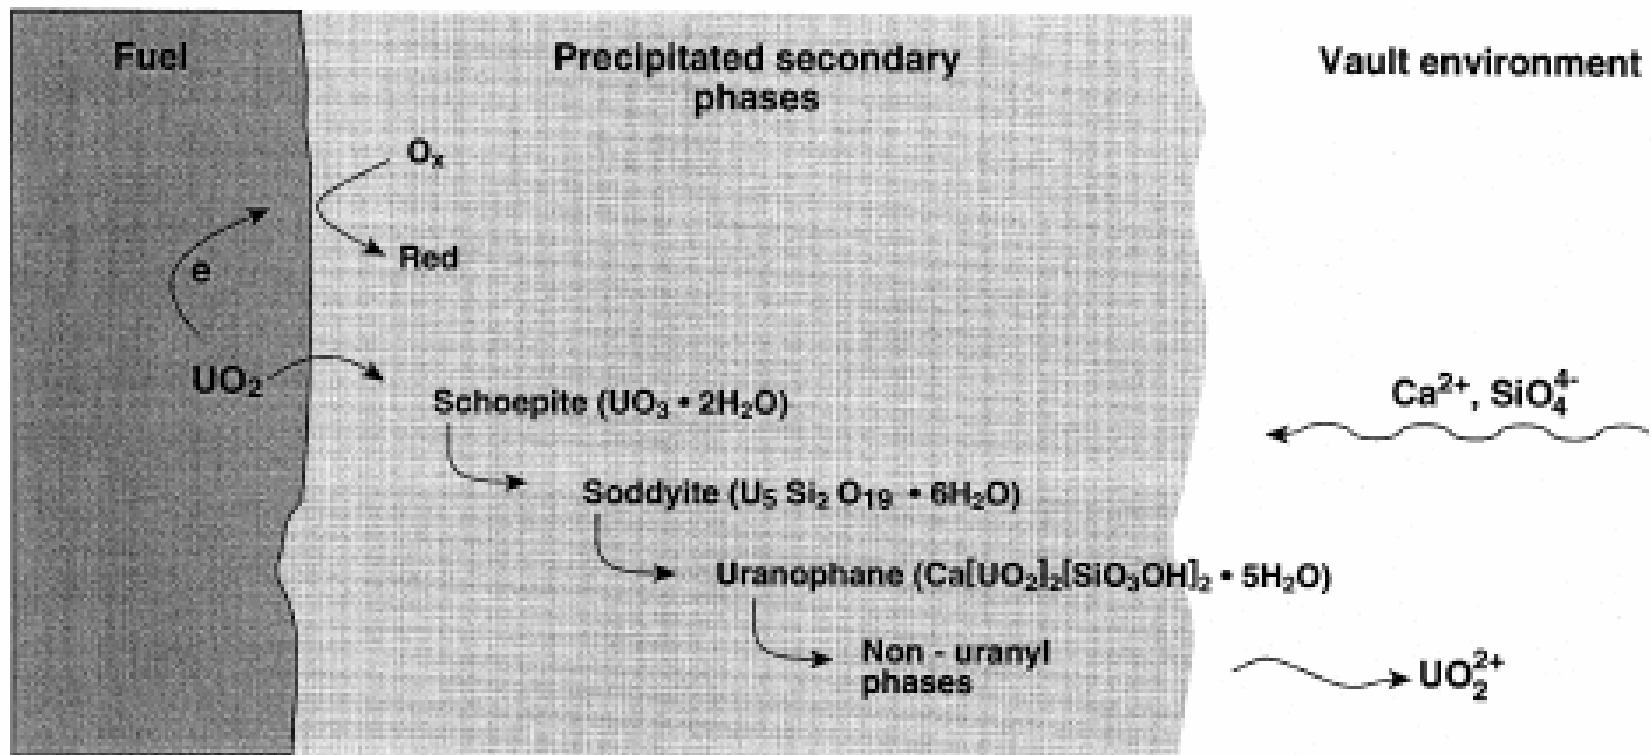 Fuel
Precipitated secondary
phases
Vault environment
Oₓ
Red
e
UO₂
Schoepite (UO₃ • 2H₂O)
Ca²⁺, SiO₄⁴⁻
Soddyite (U₅ Si₂ O₁₉ • 6H₂O)
Uranophane (Ca[UO₂]₂[SiO₃OH]₂ • 5H₂O)
Non - uranyl
phases
UO₂²⁺